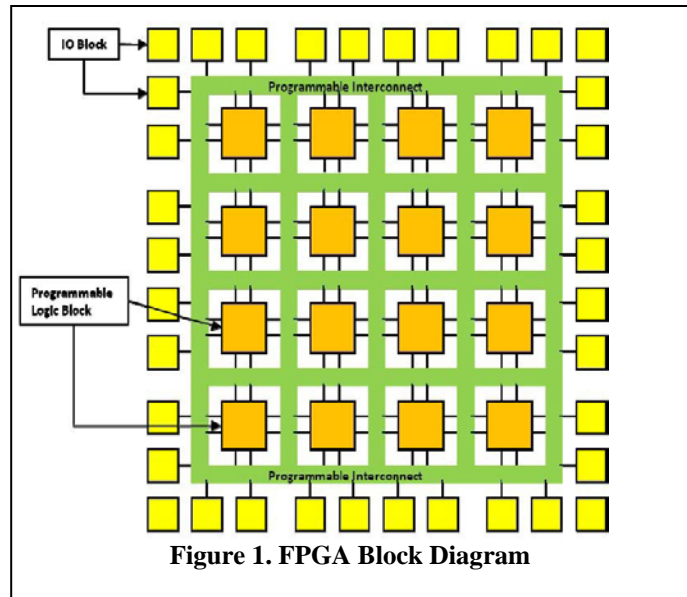 IO Block
Programmable Interconnect
Programmable
Logic Block
Programmable Interconnect
Figure 1. FPGA Block Diagram